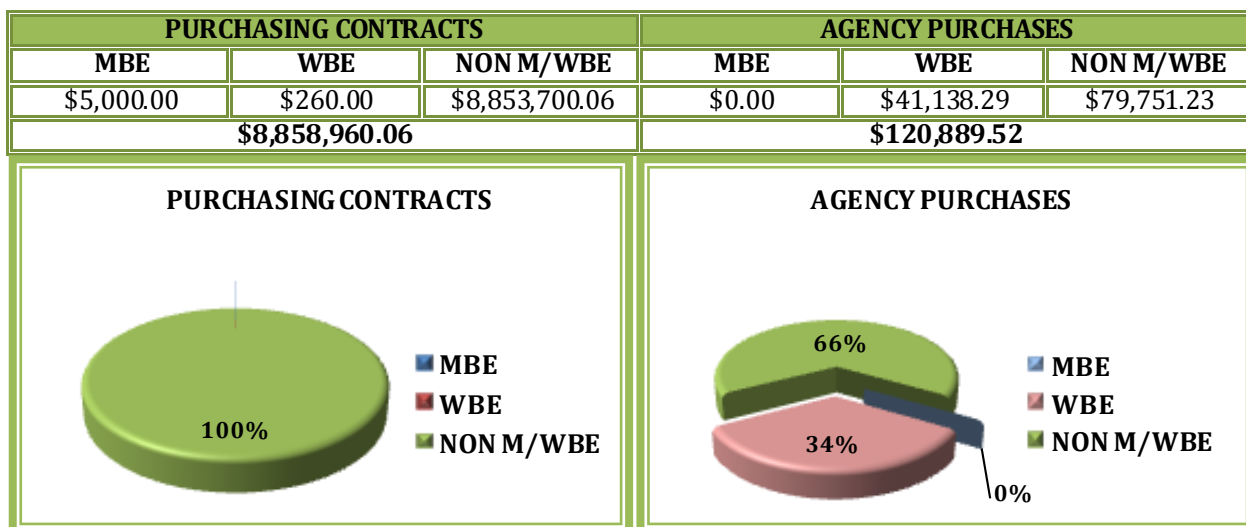 PURCHASING CONTRACTS AGENCY PURCHASES
MBE WBE NON M/WBE MBE WBE NON M/WBE
$5,000.00 $260.00 $8,853,700.06 $0.00 $41,138.29 $79,751.23
$8,858,960.06 $120,889.52
PURCHASING CONTRACTS
100%
MBE
WBE
NON M/WBE
AGENCY PURCHASES
66%
34%
0%
MBE
WBE
NON M/WBE